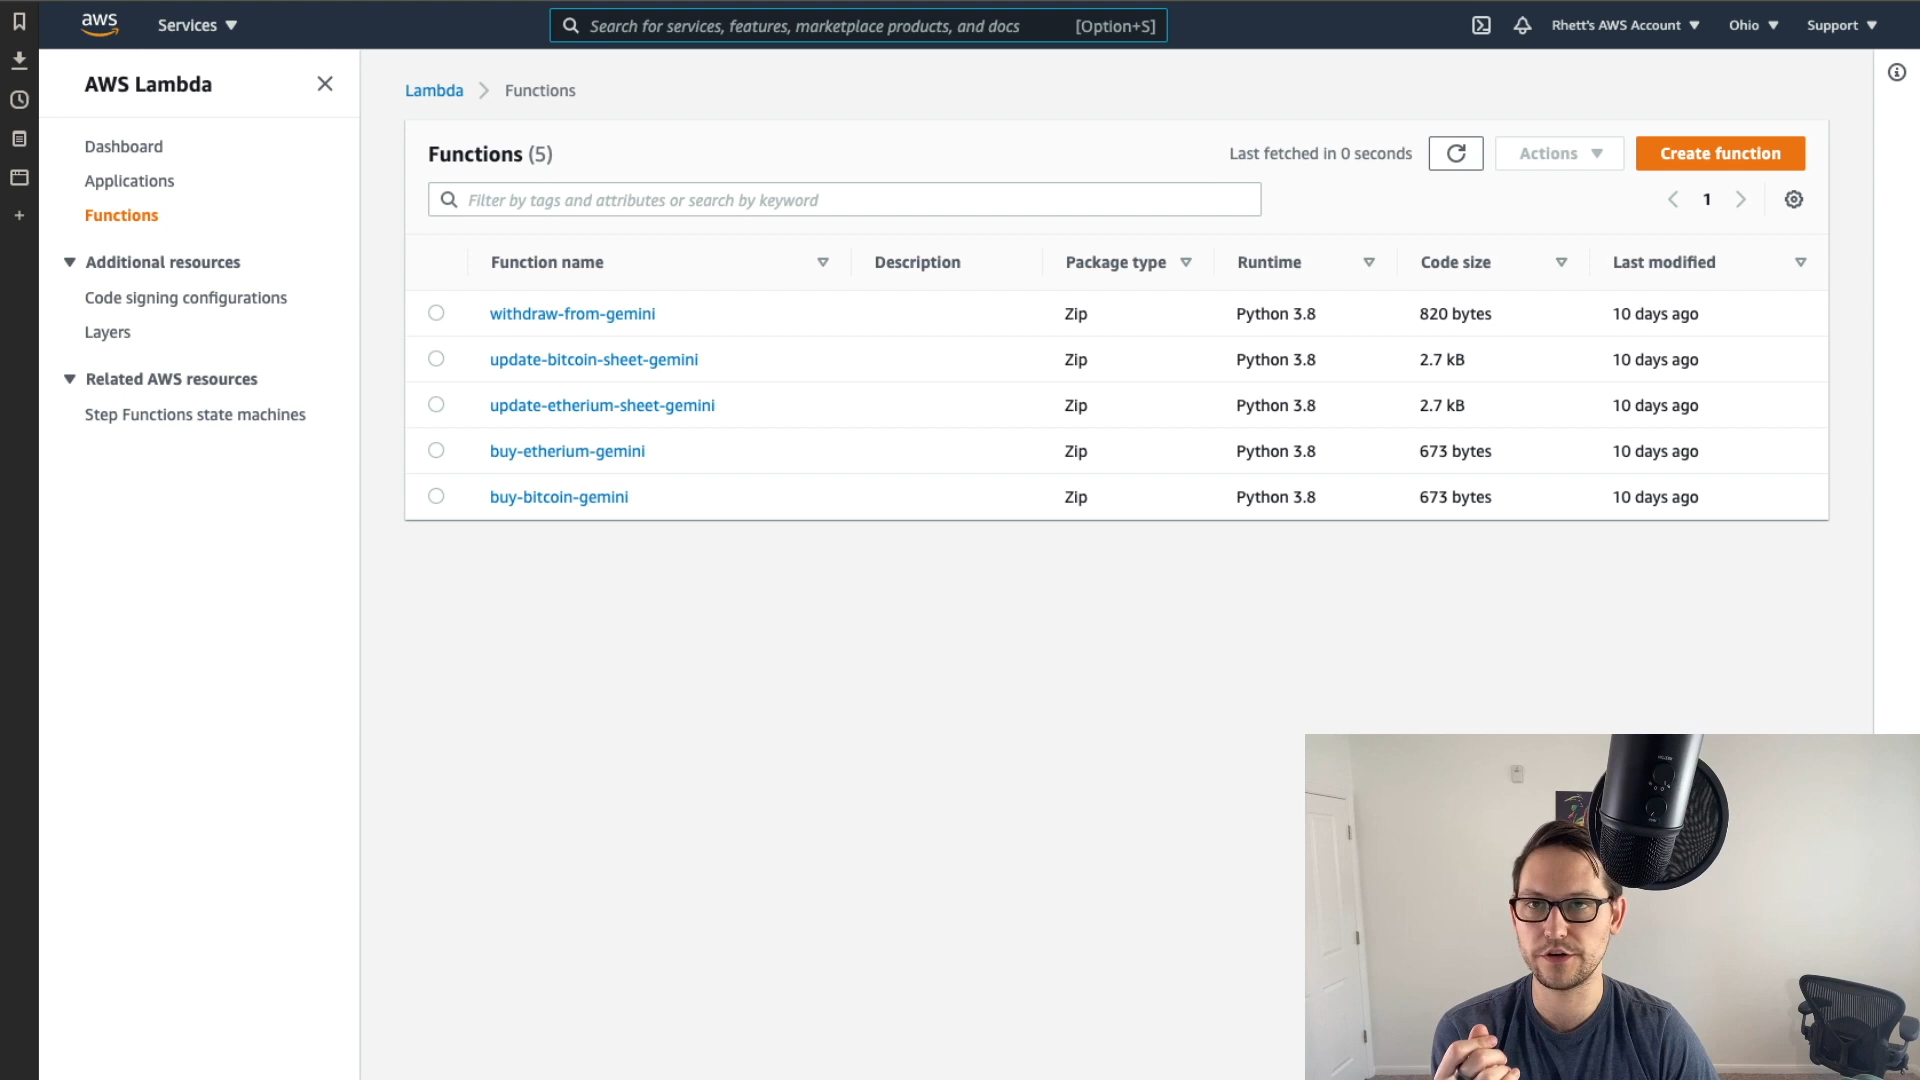 aws
Services
Search for services, features, marketplace products, and docs
[Option+S]
Rhett's AWS Account
Ohio
Support
AWS Lambda
Dashboard
Applications
Functions
Additional resources
Code signing configurations
Layers
Related AWS resources
Step Functions state machines
Lambda
Functions
Functions (5)
Last fetched in 0 seconds
Actions
Create function
Filter by tags and attributes or search by keyword
1
Function name Description Package type Runtime Code size Last modified
withdraw-from-gemini Zip Python 3.8 820 bytes 10 days ago
update-bitcoin-sheet-gemini Zip Python 3.8 2.7 kB 10 days ago
update-etherium-sheet-gemini Zip Python 3.8 2.7 kB 10 days ago
buy-etherium-gemini Zip Python 3.8 673 bytes 10 days ago
buy-bitcoin-gemini Zip Python 3.8 673 bytes 10 days ago